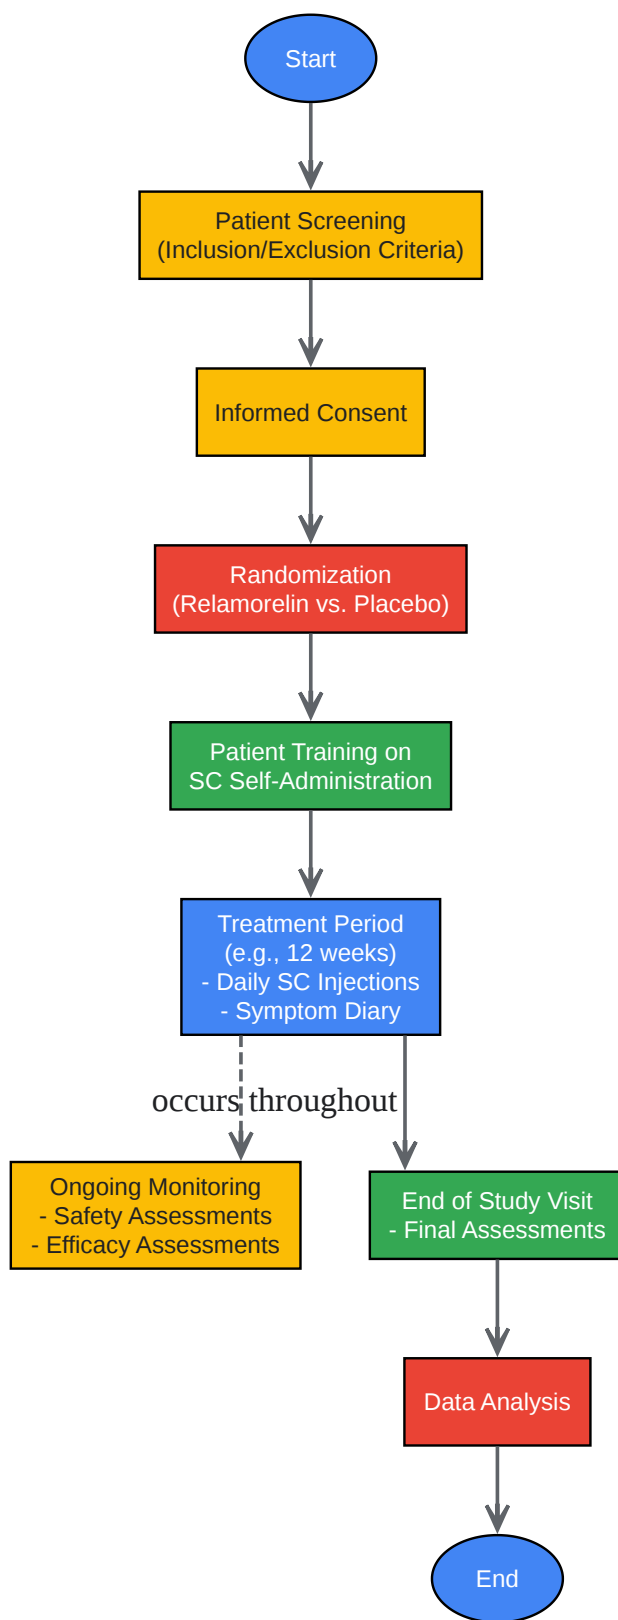 Start
Patient Screening
(Inclusion/Exclusion Criteria)
Informed Consent
Randomization
(Relamorelin vs. Placebo)
Patient Training on
SC Self-Administration
Treatment Period
(e.g., 12 weeks)
- Daily SC Injections
- Symptom Diary
occurs throughout
Ongoing Monitoring
- Safety Assessments
- Efficacy Assessments
End of Study Visit
- Final Assessments
Data Analysis
End